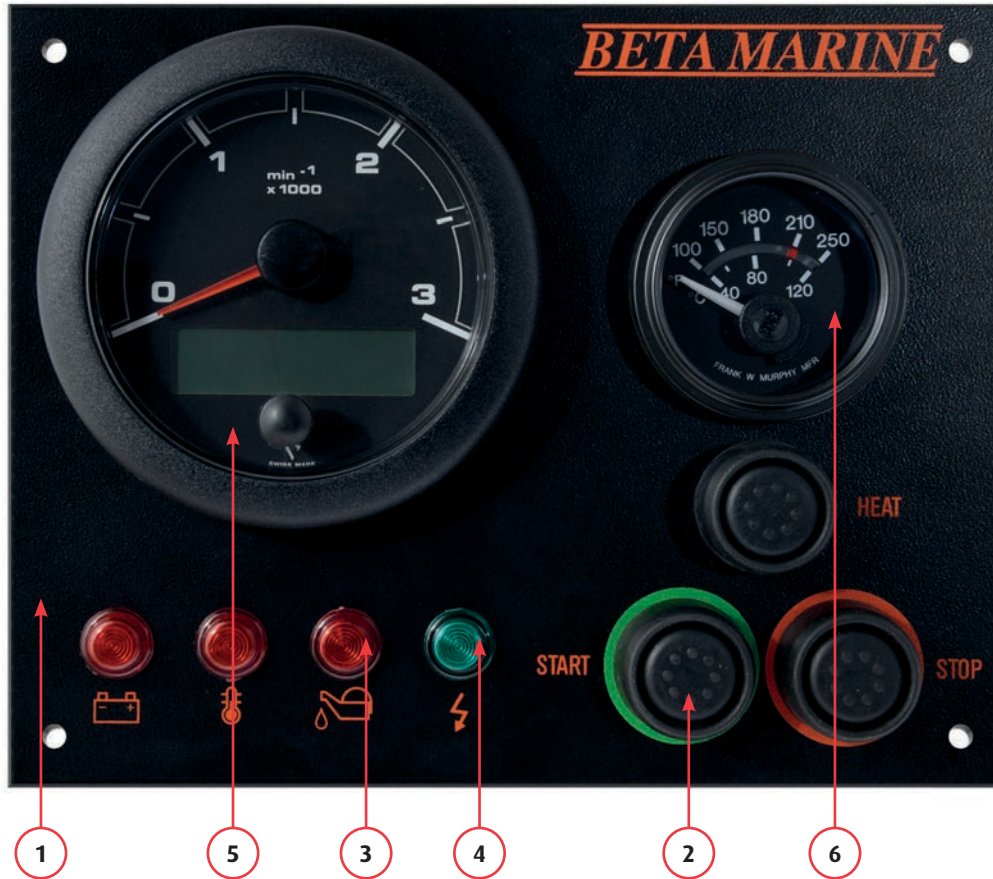 BETA MARINE
1
2
min -1
x 1000
0
3
SWISS MARK
100 150 180 210 250
°F
°C
40 80 120
FRANK W MURPHY MFR
HEAT
START
STOP
- +
1
5
3
4
2
6